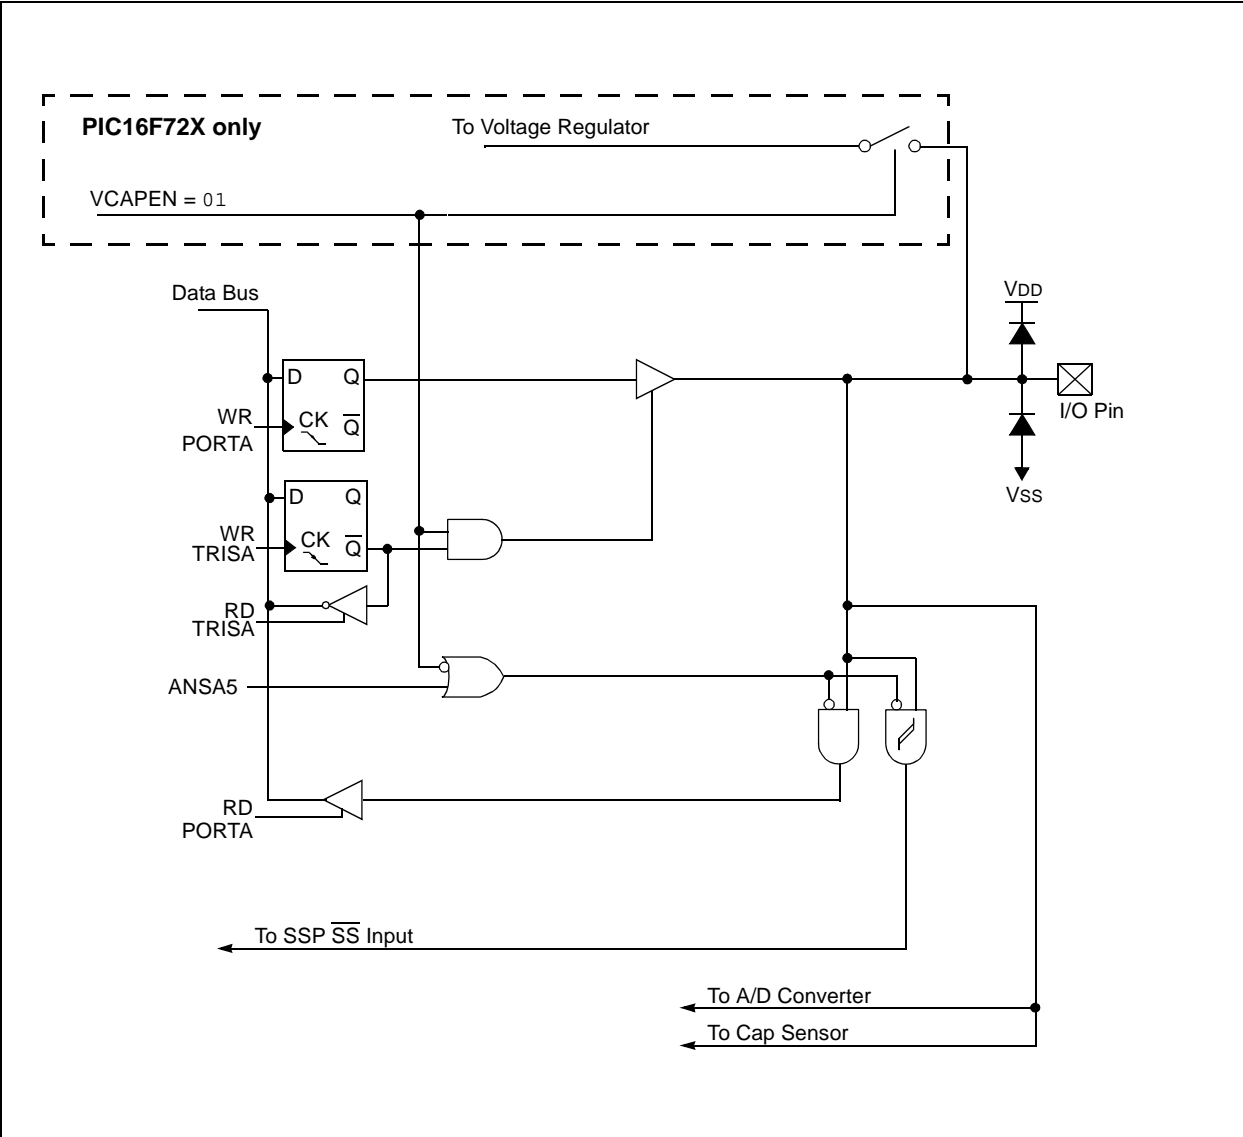 PIC16F72X only
To Voltage Regulator
VCAPEN = 01
Data Bus
VDD
D Q
CK Q̅
WR
PORTA
I/O Pin
D Q
CK Q̅
WR
TRISA
VSS
RD
TRISA
ANSA5
RD
PORTA
To SSP S̅S̅ Input
To A/D Converter
To Cap Sensor